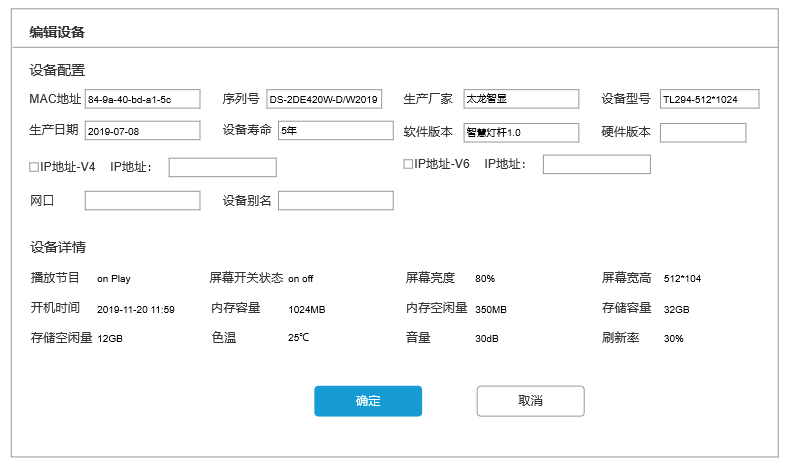 编辑设备
设备配置
MAC地址 84-9a-40-bd-a1-5c 序列号 DS-2DE420W-D/W2019 生产厂家 太龙智显 设备型号 TL294-512*1024
生产日期 2019-07-08 设备寿命 5年 软件版本 智慧灯杆1.0 硬件版本
IP地址-V4 IP地址： IP地址-V6 IP地址：
网口 设备别名
设备详情
播放节目 on Play 屏幕开关状态 on off 屏幕亮度 80% 屏幕宽高 512*104
开机时间 2019-11-20 11:59 内存容量 1024MB 内存空闲量 350MB 存储容量 32GB
存储空闲量 12GB 色温 25℃ 音量 30dB 刷新率 30%
确定 取消